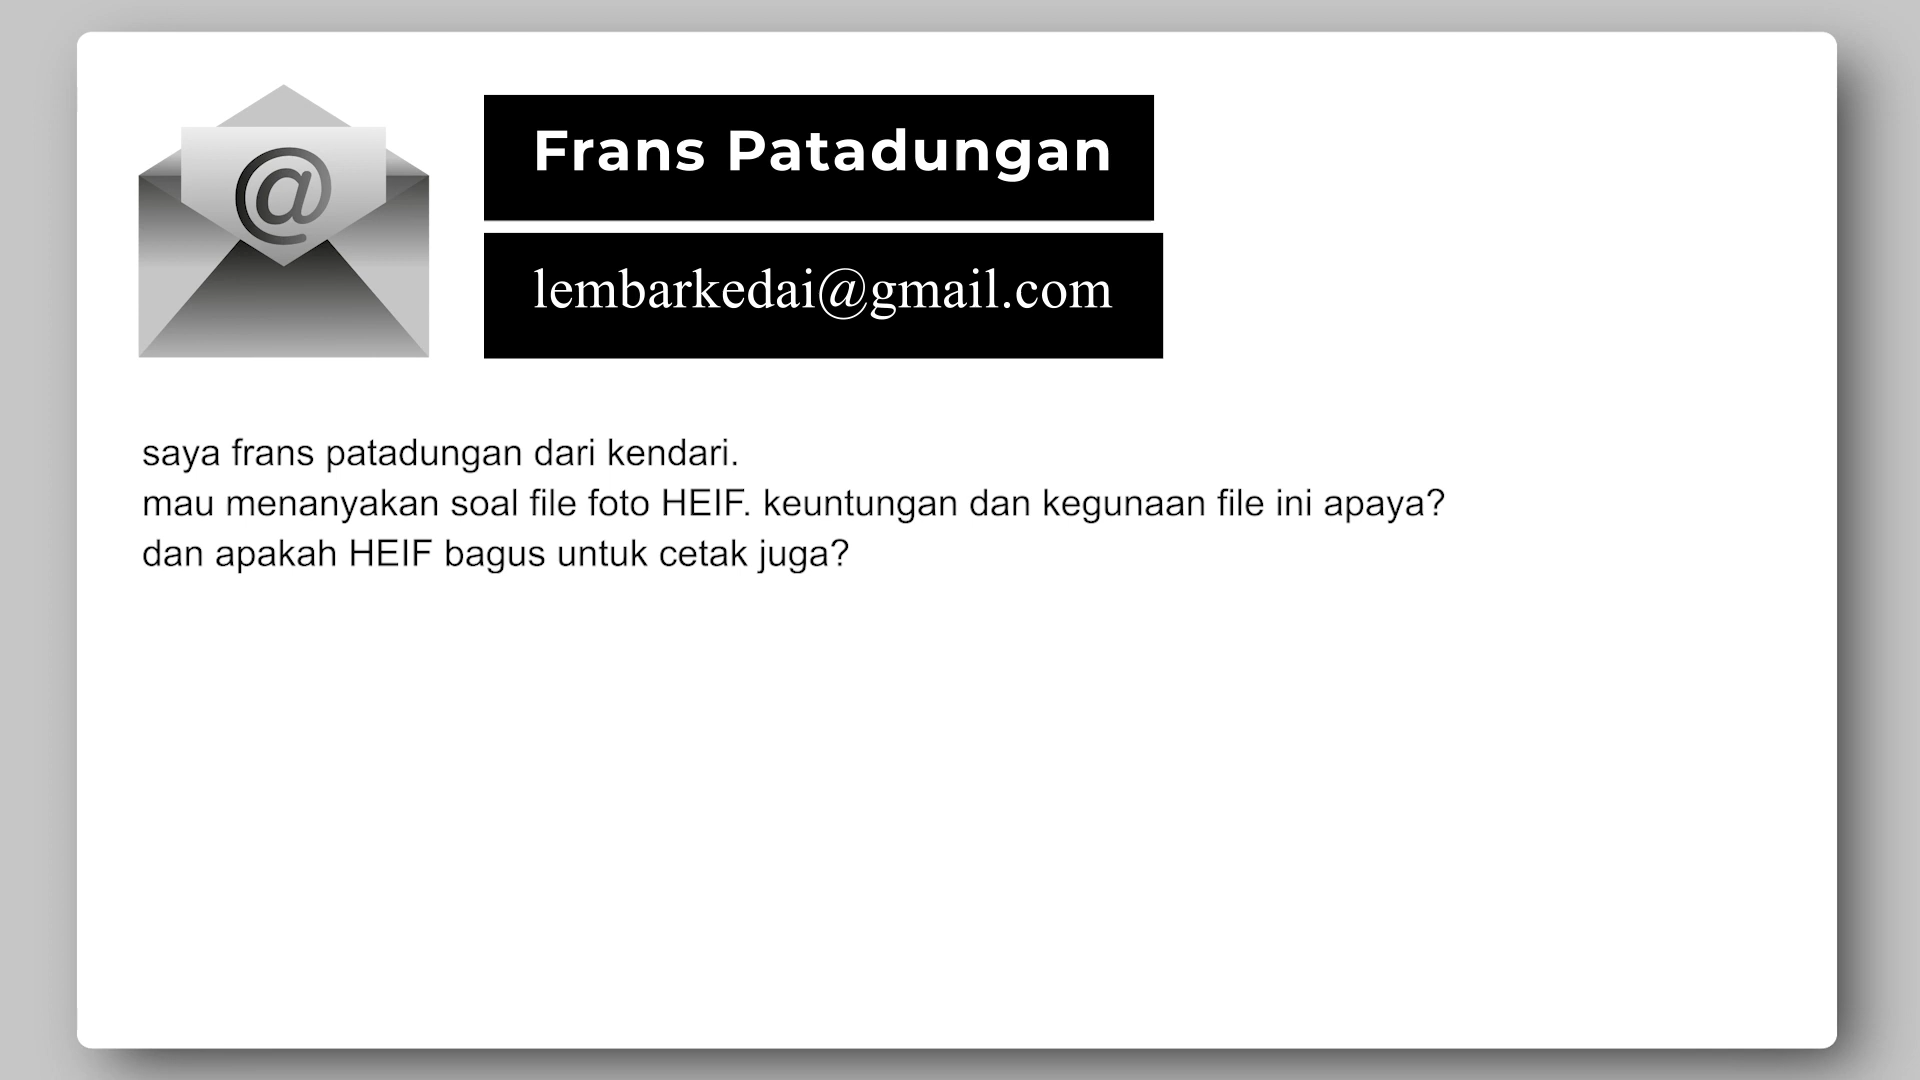 @
Frans Patadungan
lembarkedai@gmail.com
saya frans patadungan dari kendari.
mau menanyakan soal file foto HEIF. keuntungan dan kegunaan file ini apaya?
dan apakah HEIF bagus untuk cetak juga?